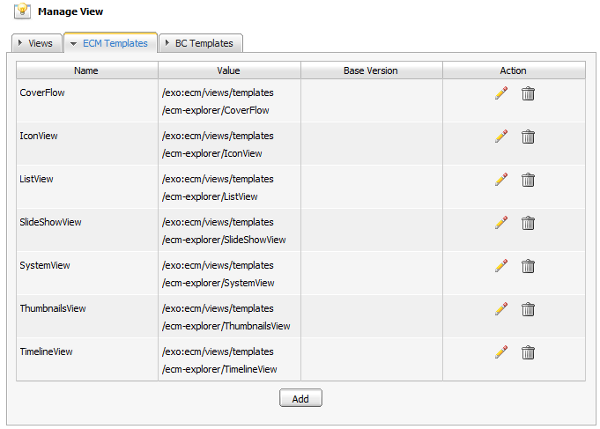 Manage View
Views
ECM Templates
BC Templates
Name Value Base Version Action
CoverFlow /exo:ecm/views/templates
/ecm-explorer/CoverFlow
IconView /exo:ecm/views/templates
/ecm-explorer/IconView
ListView /exo:ecm/views/templates
/ecm-explorer/ListView
SlideShowView /exo:ecm/views/templates
/ecm-explorer/SlideShowView
SystemView /exo:ecm/views/templates
/ecm-explorer/SystemView
ThumbnailsView /exo:ecm/views/templates
/ecm-explorer/ThumbnailsView
TimelineView /exo:ecm/views/templates
/ecm-explorer/TimelineView
Add